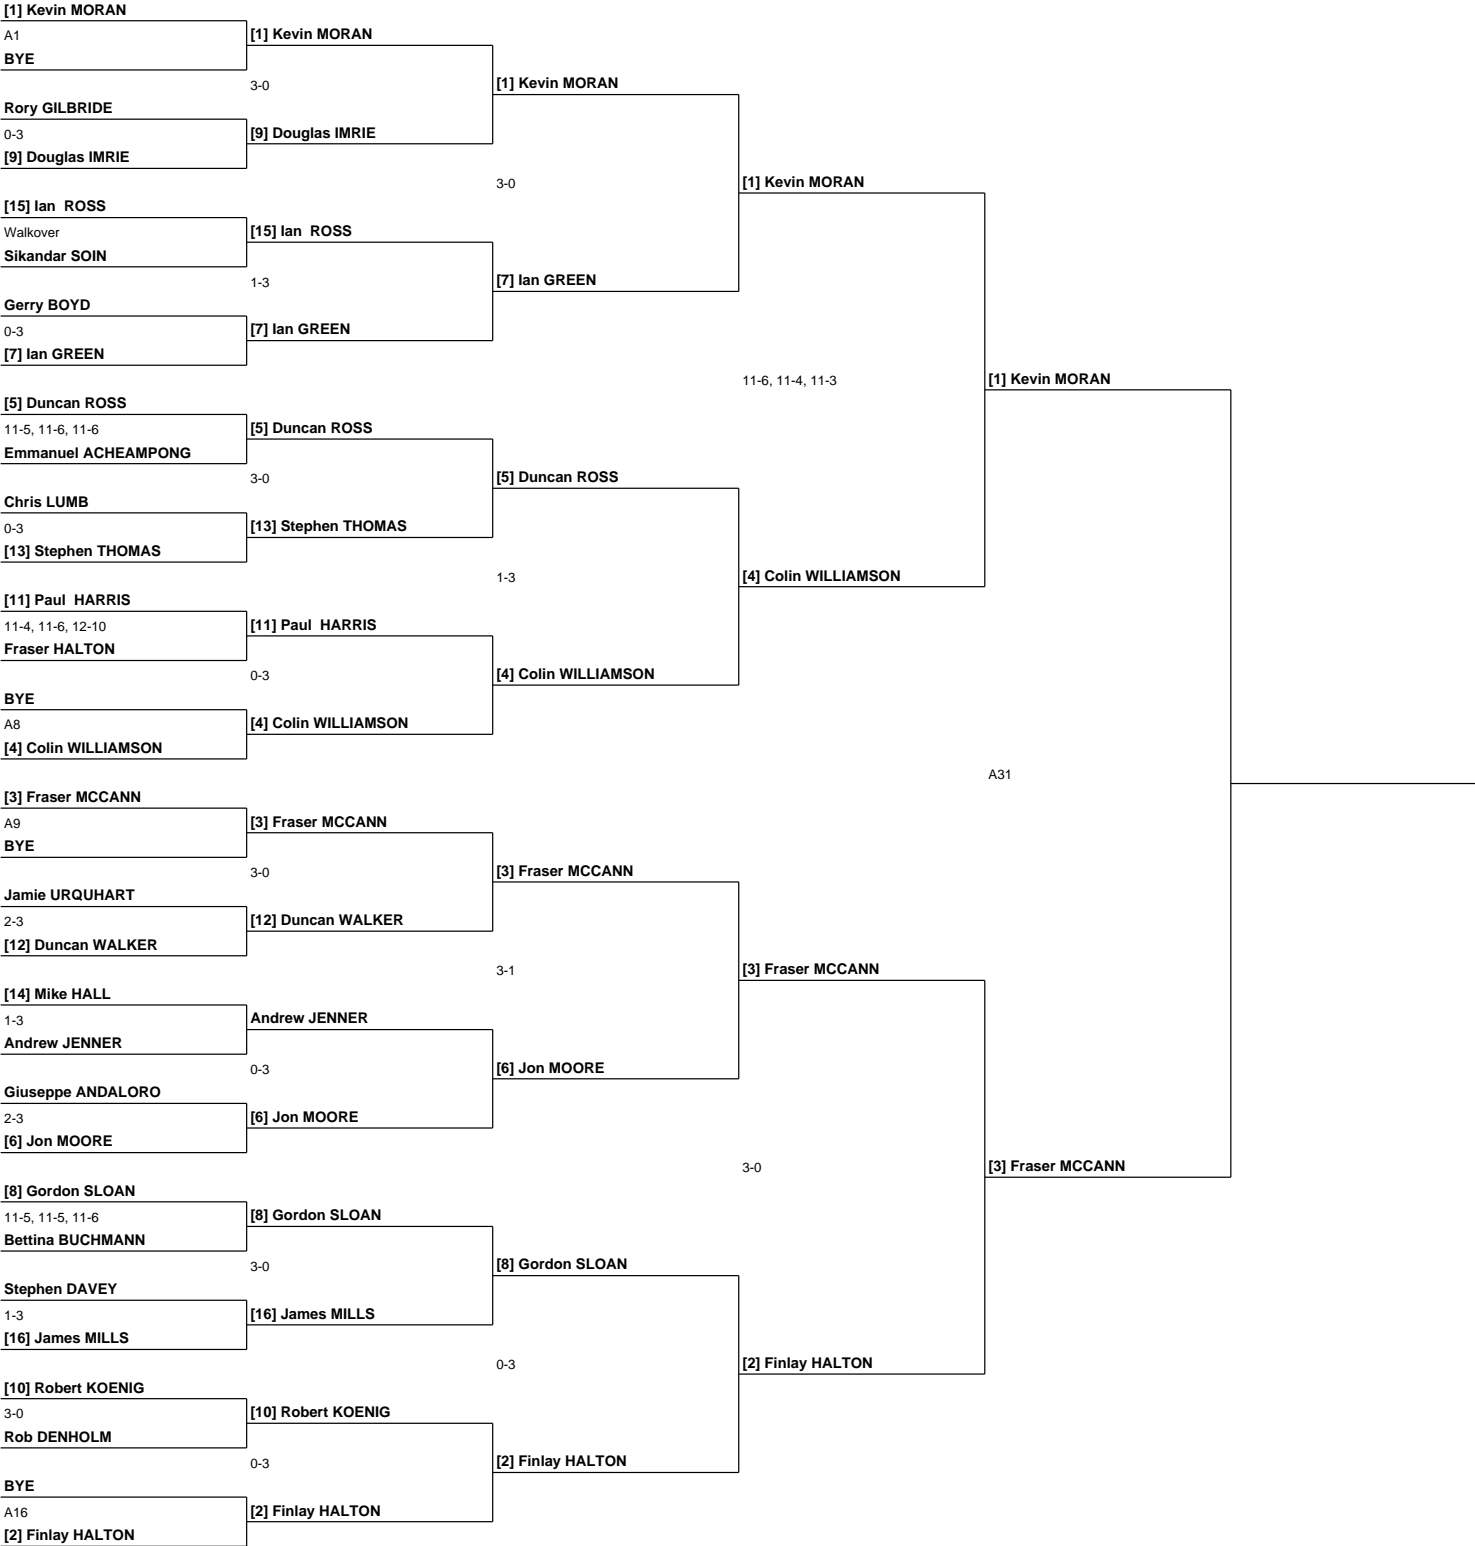 [1] Kevin MORAN
A1
BYE
Rory GILBRIDE
0-3
[9] Douglas IMRIE
[15] Ian  ROSS
Walkover
Sikandar SOIN
Gerry BOYD
0-3
[7] Ian GREEN
[5] Duncan ROSS
11-5, 11-6, 11-6
Emmanuel ACHEAMPONG
Chris LUMB
0-3
[13] Stephen THOMAS
[11] Paul  HARRIS
11-4, 11-6, 12-10
Fraser HALTON
BYE
A8
[4] Colin WILLIAMSON
[3] Fraser MCCANN
A9
BYE
Jamie URQUHART
2-3
[12] Duncan WALKER
[14] Mike HALL
1-3
Andrew JENNER
Giuseppe ANDALORO
2-3
[6] Jon MOORE
[8] Gordon SLOAN
11-5, 11-5, 11-6
Bettina BUCHMANN
Stephen DAVEY
1-3
[16] James MILLS
[10] Robert KOENIG
3-0
Rob DENHOLM
BYE
A16
[2] Finlay HALTON
[1] Kevin MORAN
3-0
[9] Douglas IMRIE
[15] Ian  ROSS
1-3
[7] Ian GREEN
[5] Duncan ROSS
3-0
[13] Stephen THOMAS
[11] Paul  HARRIS
0-3
[4] Colin WILLIAMSON
[3] Fraser MCCANN
3-0
[12] Duncan WALKER
Andrew JENNER
0-3
[6] Jon MOORE
[8] Gordon SLOAN
3-0
[16] James MILLS
[10] Robert KOENIG
0-3
[2] Finlay HALTON
[1] Kevin MORAN
3-0
[7] Ian GREEN
[5] Duncan ROSS
1-3
[4] Colin WILLIAMSON
[3] Fraser MCCANN
3-1
[6] Jon MOORE
[8] Gordon SLOAN
0-3
[2] Finlay HALTON
[1] Kevin MORAN
11-6, 11-4, 11-3
[4] Colin WILLIAMSON
[3] Fraser MCCANN
3-0
[2] Finlay HALTON
[1] Kevin MORAN
A31
[3] Fraser MCCANN